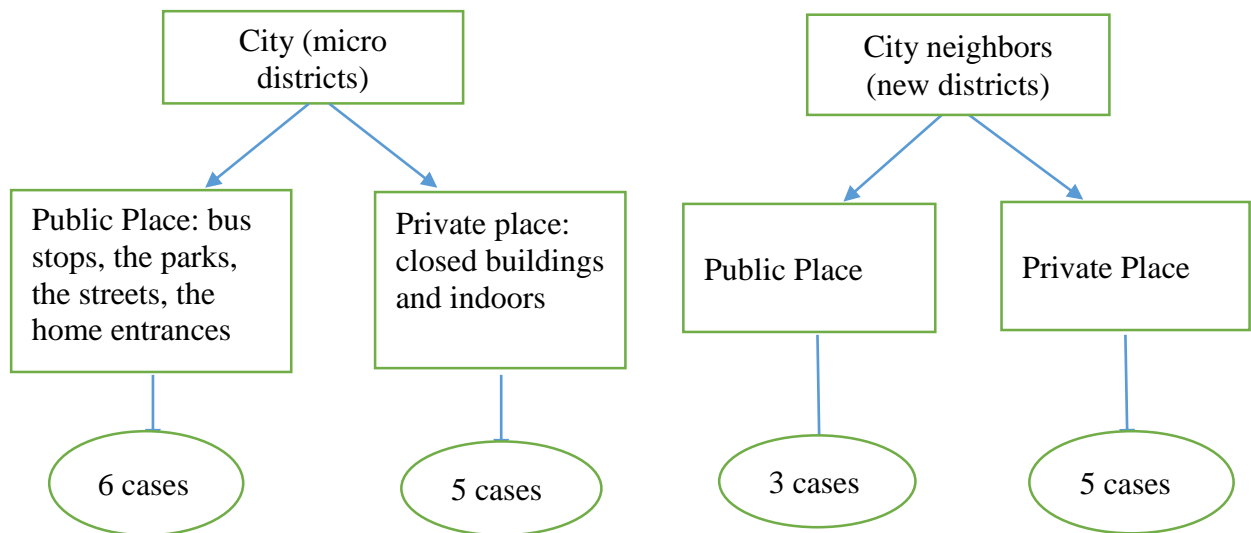 City (micro
districts)
City neighbors
(new districts)
Public Place: bus
stops, the parks,
the streets, the
home entrances
Private place:
closed buildings
and indoors
Public Place
Private Place
6 cases
5 cases
3 cases
5 cases